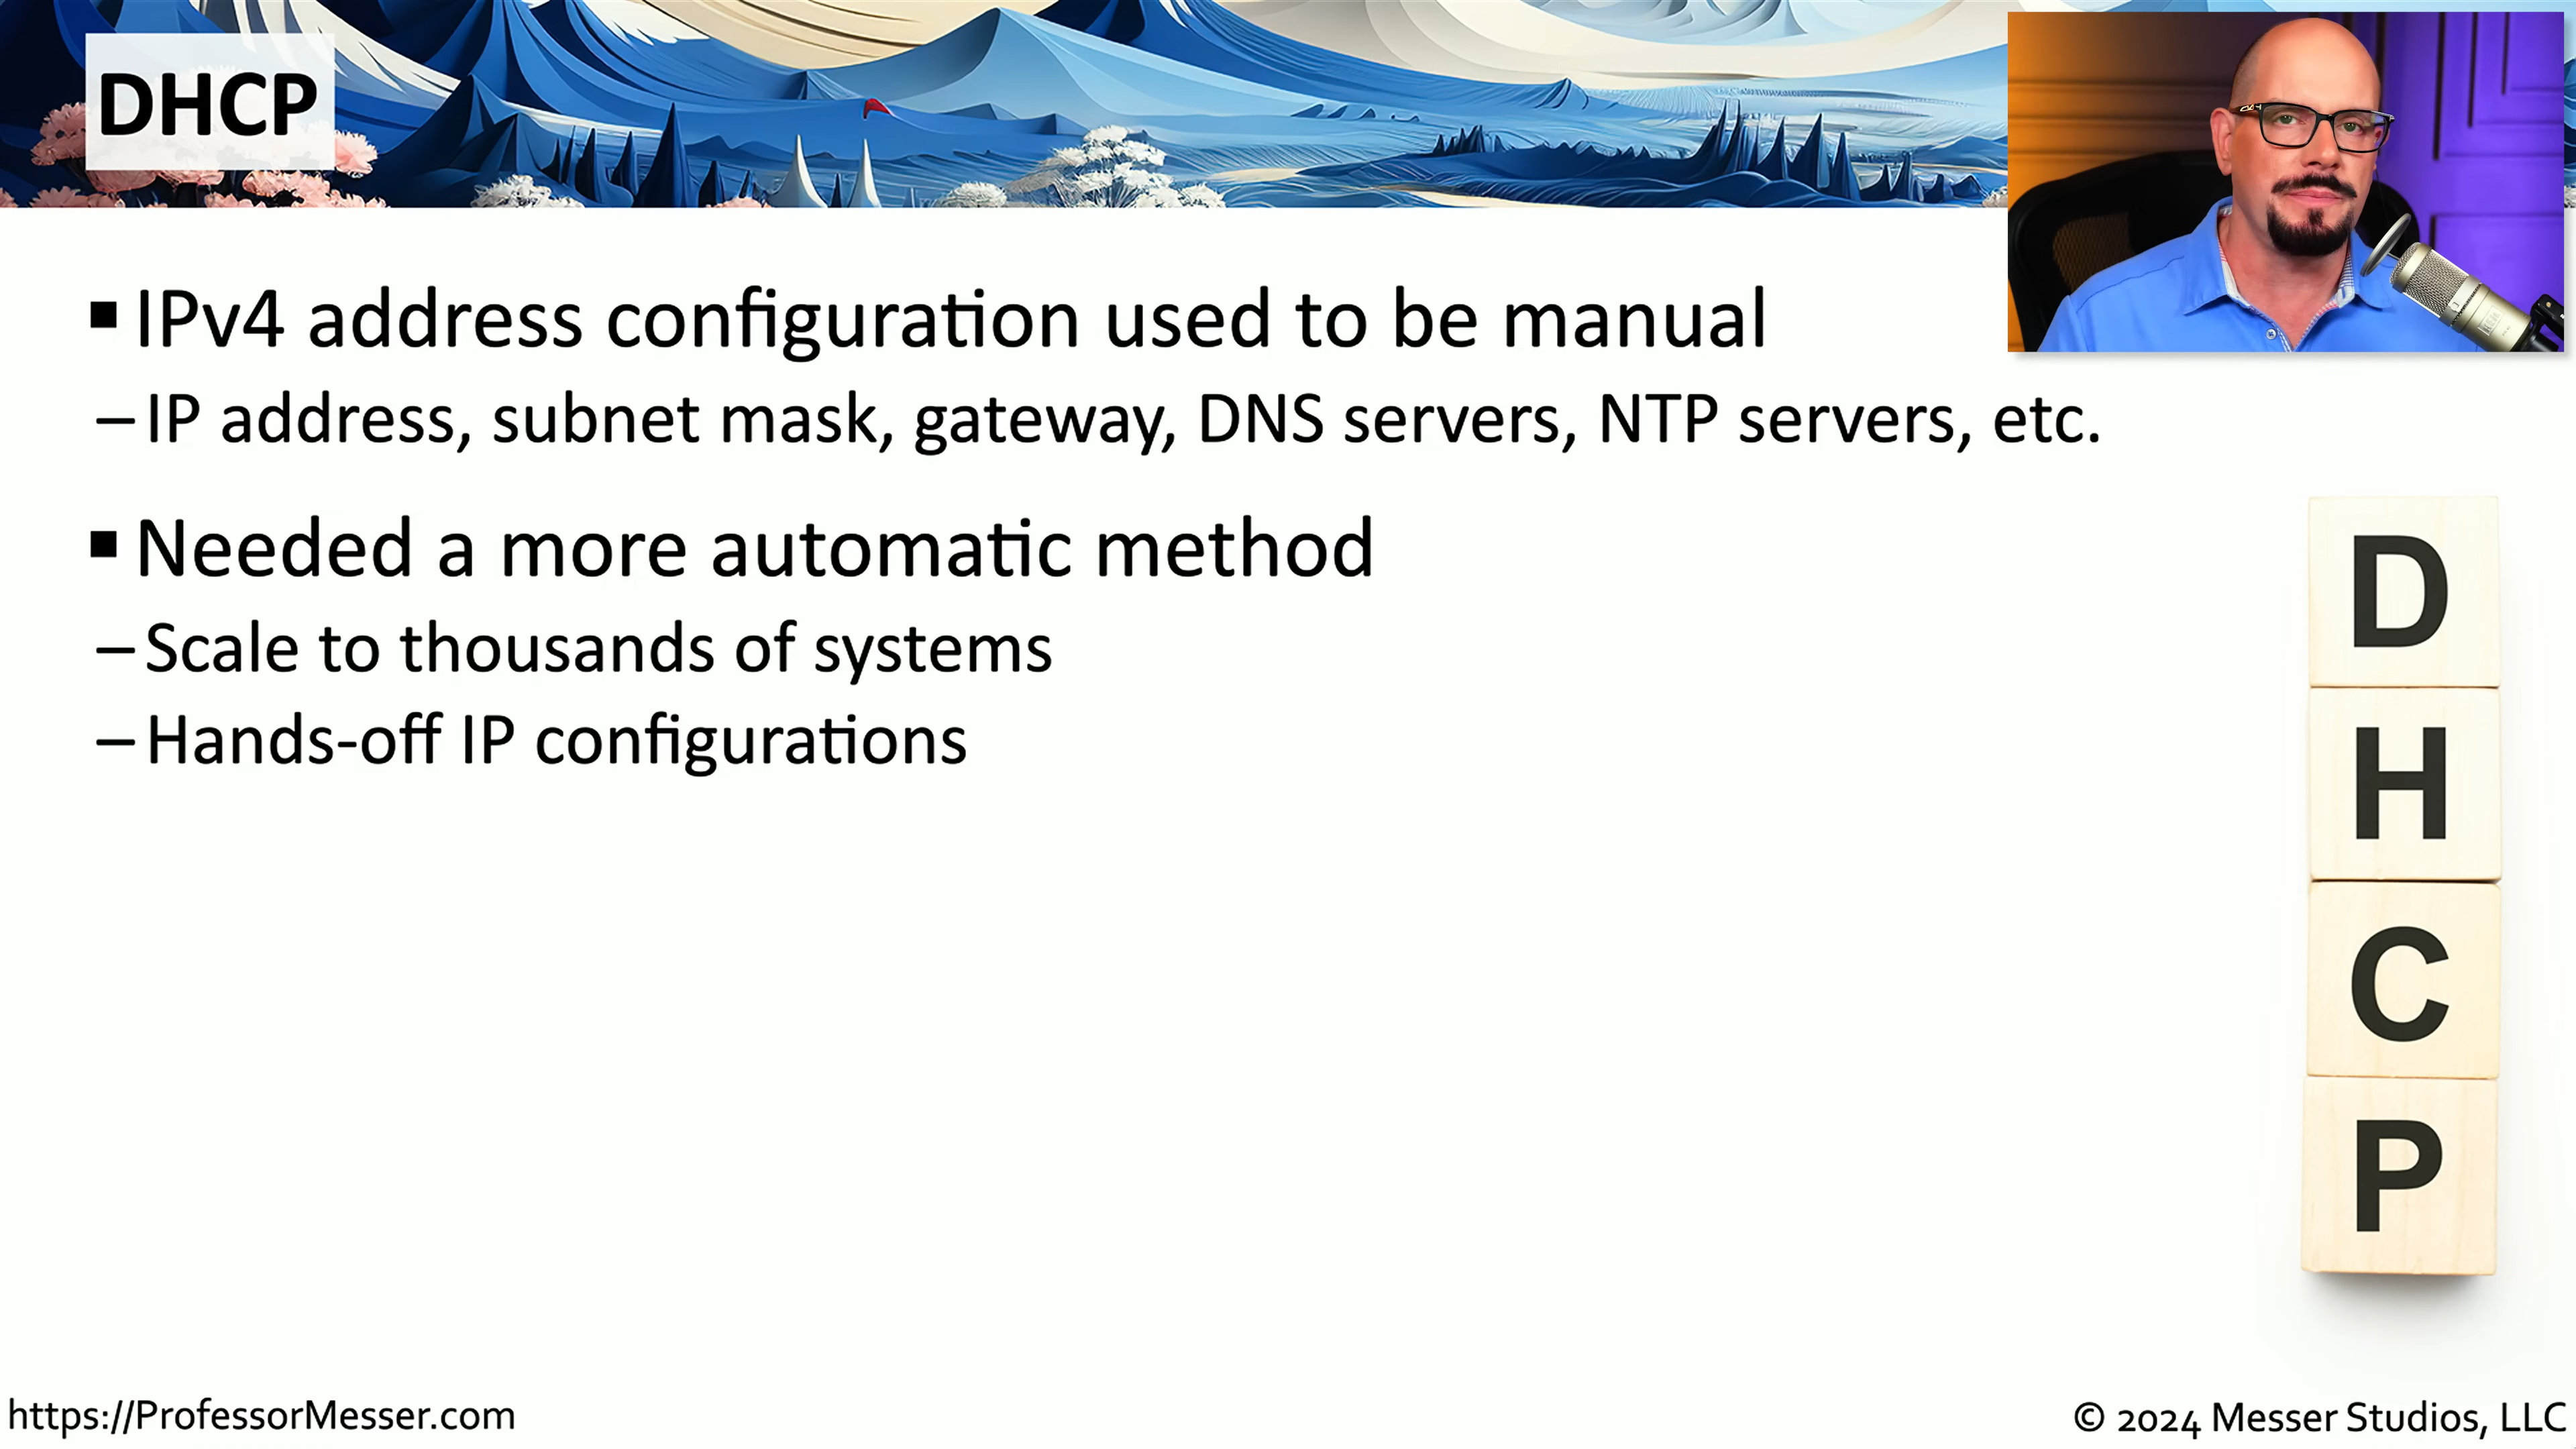 DHCP
▪ IPv4 address configuration used to be manual
– IP address, subnet mask, gateway, DNS servers, NTP servers, etc.
▪ Needed a more automatic method
– Scale to thousands of systems
– Hands-off IP configurations
D
H
C
P
https://ProfessorMesser.com
© 2024 Messer Studios, LLC